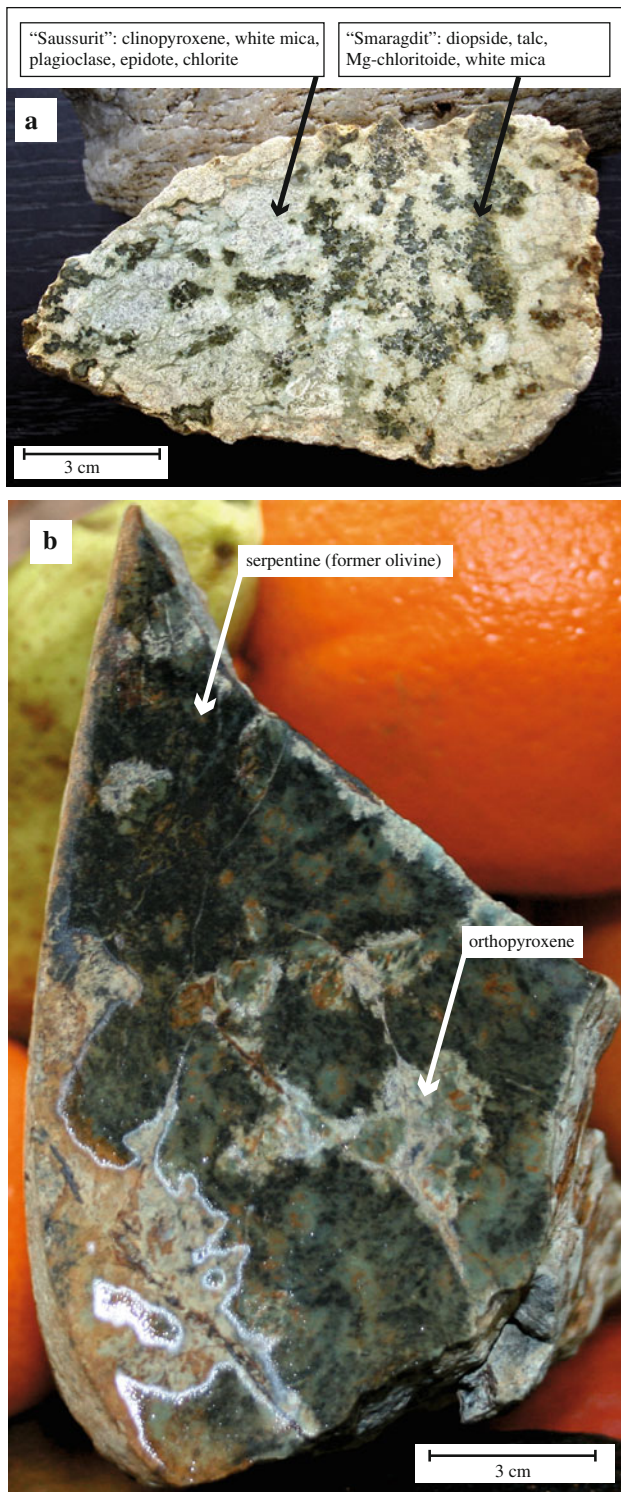 “Saussurit”: clinopyroxene, white mica,
plagioclase, epidote, chlorite
“Smaragdit”: diopside, talc,
Mg-chloritoide, white mica
a
3 cm
b
serpentine (former olivine)
orthopyroxene
3 cm